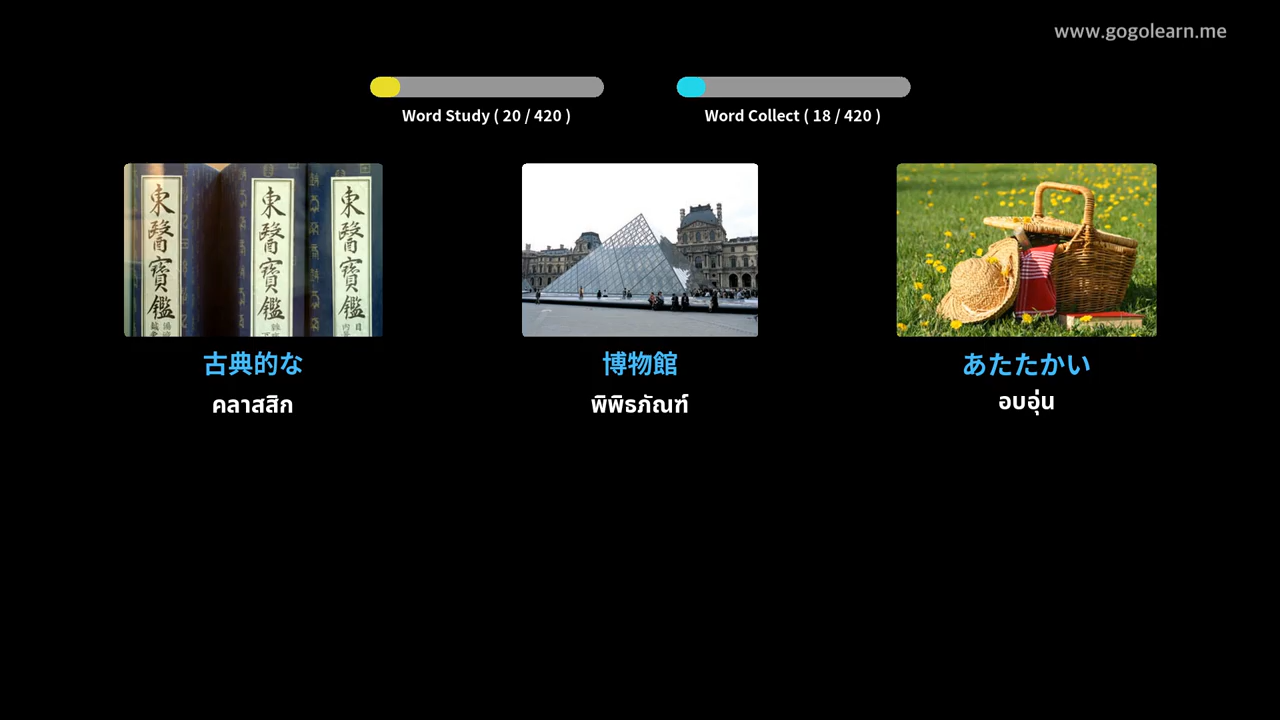 www.gogolearn.me
Word Study ( 20 / 420 )
Word Collect ( 18 / 420 )
東醫寶鑑
東醫寶鑑
東醫寶鑑
古典的な
博物館
あたたかい
คลาสสิก
พิพิธภัณฑ์
อบอุ่น